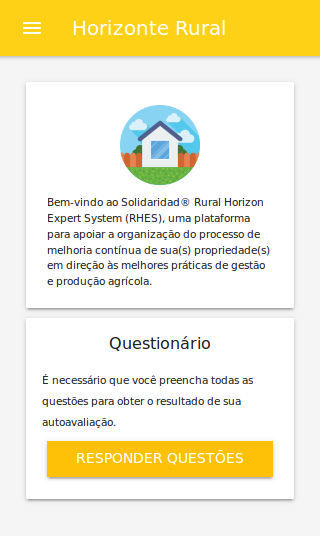 Horizonte Rural
Bem-vindo ao Solidaridad® Rural Horizon
Expert System (RHES), uma plataforma
para apoiar a organização do processo de
melhoria contínua de sua(s) propriedade(s)
em direção às melhores práticas de gestão
e produção agrícola.
Questionário
É necessário que você preencha todas as
questões para obter o resultado de sua
autoavaliação.
RESPONDER QUESTÕES